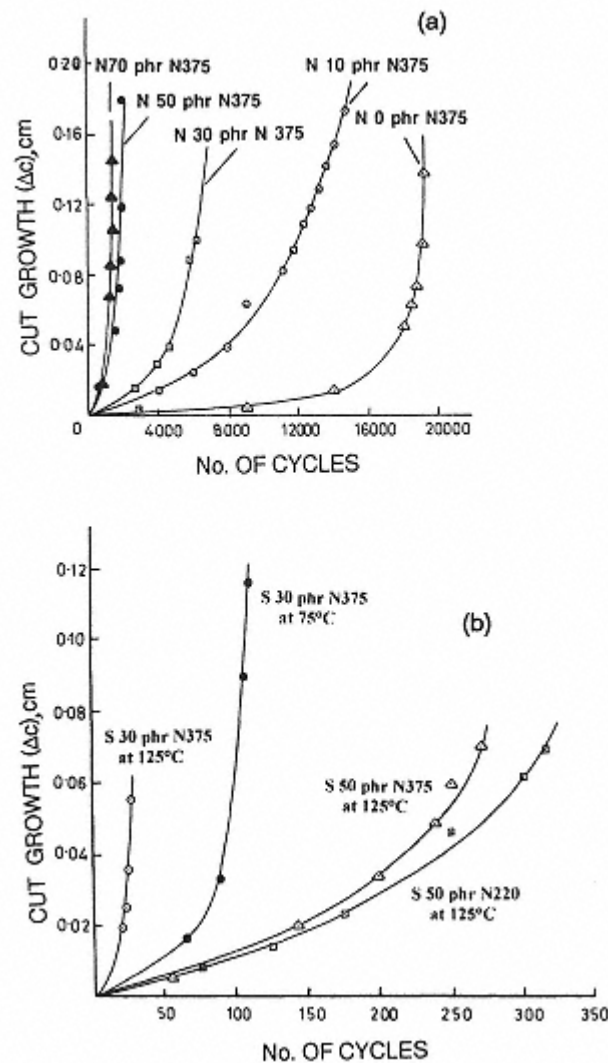 (a)
0·20
0·16
0·12
0·08
0·04
0
4000
8000
12000
16000
20000
CUT GROWTH (Δc),cm
No. OF CYCLES
N70 phr N375
N 50 phr N375
N 30 phr N 375
N 10 phr N375
N 0 phr N375
(b)
0·12
0·10
0·08
0·06
0·04
0·02
0
50
100
150
200
250
300
350
CUT GROWTH (Δc),cm
No. OF CYCLES
S 30 phr N375
at 125°C
S 30 phr N375
at 75°C
S 50 phr N375
at 125°C
S 50 phr N220
at 125°C